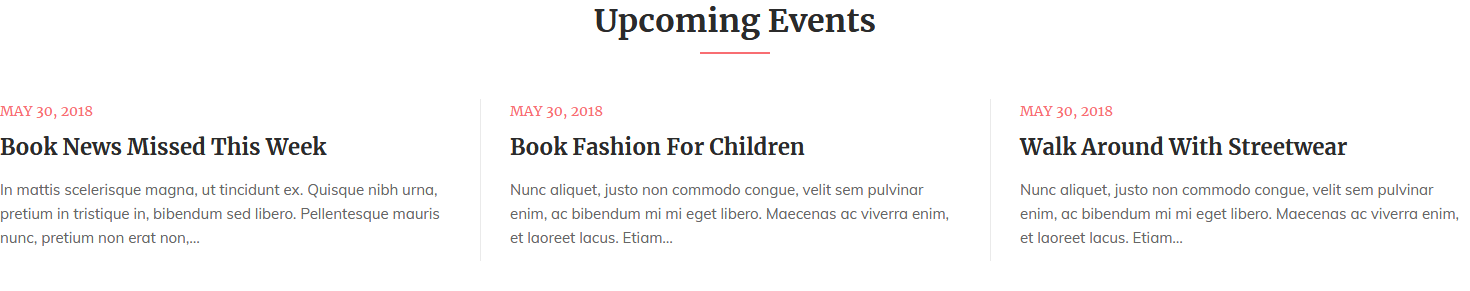 Upcoming Events
MAY 30, 2018
Book News Missed This Week
In mattis scelerisque magna, ut tincidunt ex. Quisque nibh urna,
pretium in tristique in, bibendum sed libero. Pellentesque mauris
nunc, pretium non erat non,...
MAY 30, 2018
Book Fashion For Children
Nunc aliquet, justo non commodo congue, velit sem pulvinar
enim, ac bibendum mi mi eget libero. Maecenas ac viverra enim,
et laoreet lacus. Etiam...
MAY 30, 2018
Walk Around With Streetwear
Nunc aliquet, justo non commodo congue, velit sem pulvinar
enim, ac bibendum mi mi eget libero. Maecenas ac viverra enim,
et laoreet lacus. Etiam...